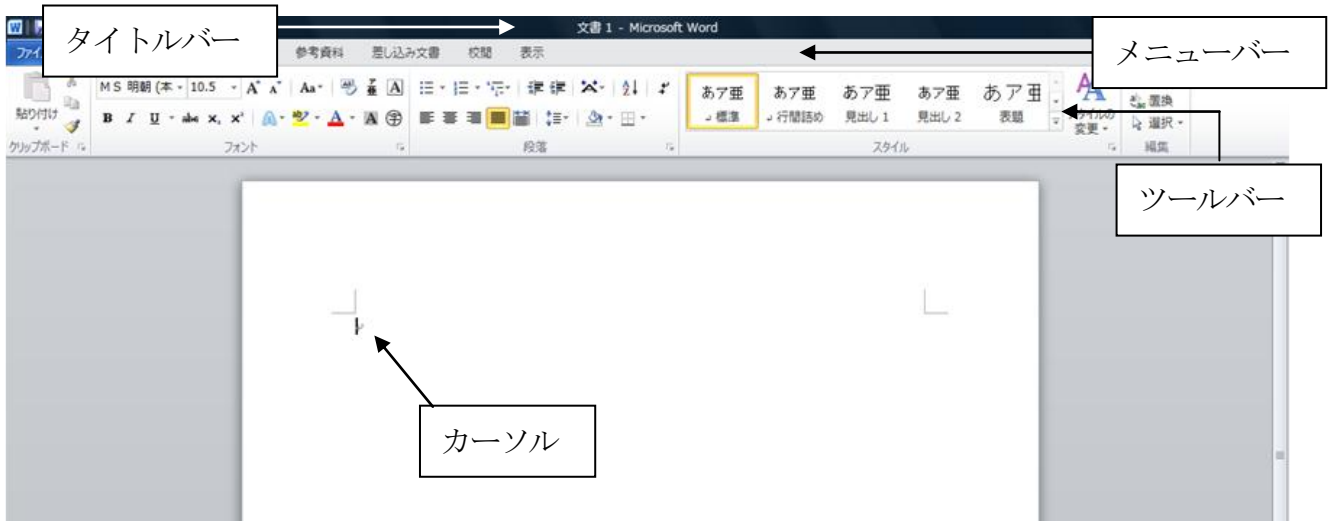 文書 1 - Microsoft Word
タイトルバー
メニューバー
参考資料 差し込み文書 校閲 表示
MS 明朝 (本 10.5 A A Aa A
あア亜 あア亜 あア亜 あア亜 あア亜
置換
貼り付け
B I U abc x, x' A A A 字
標準 行間詰め 見出し 1 見出し 2 表題
変更 選択
クリップボード フォント 段落 スタイル 編集
ツールバー
カーソル